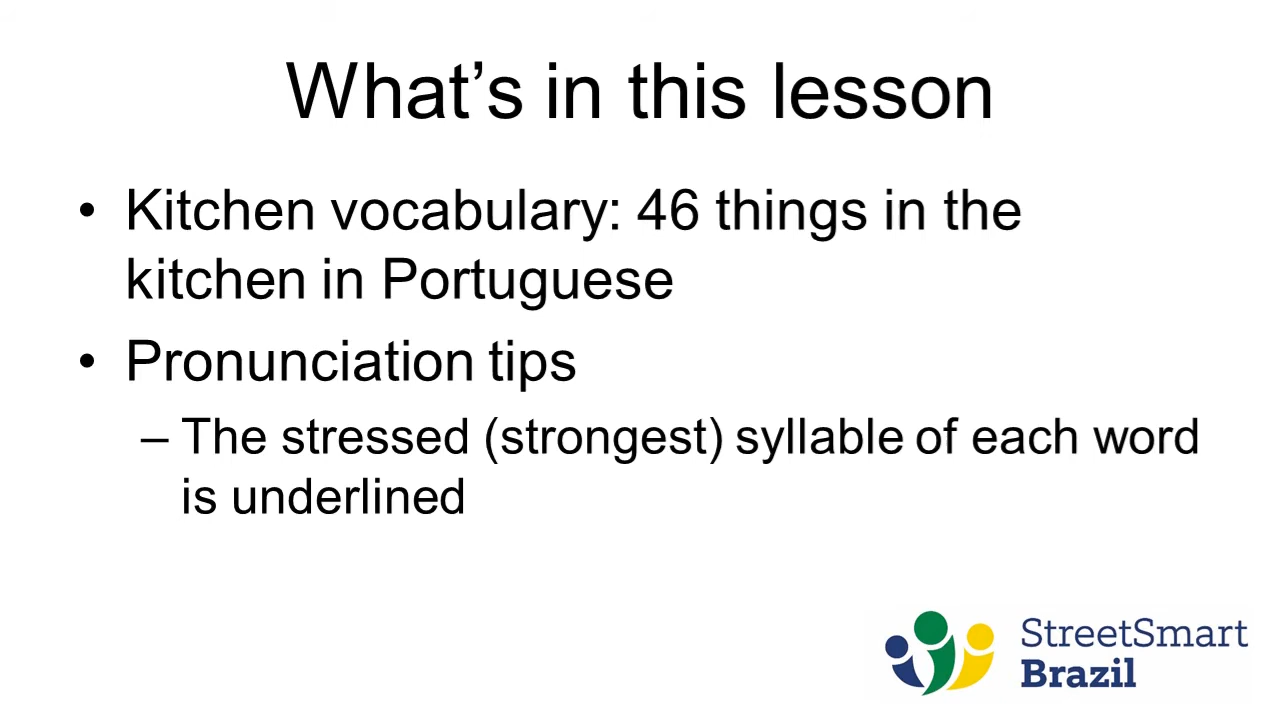 What’s in this lesson
• Kitchen vocabulary: 46 things in the
kitchen in Portuguese
• Pronunciation tips
– The stressed (strongest) syllable of each word
is underlined
StreetSmart
Brazil